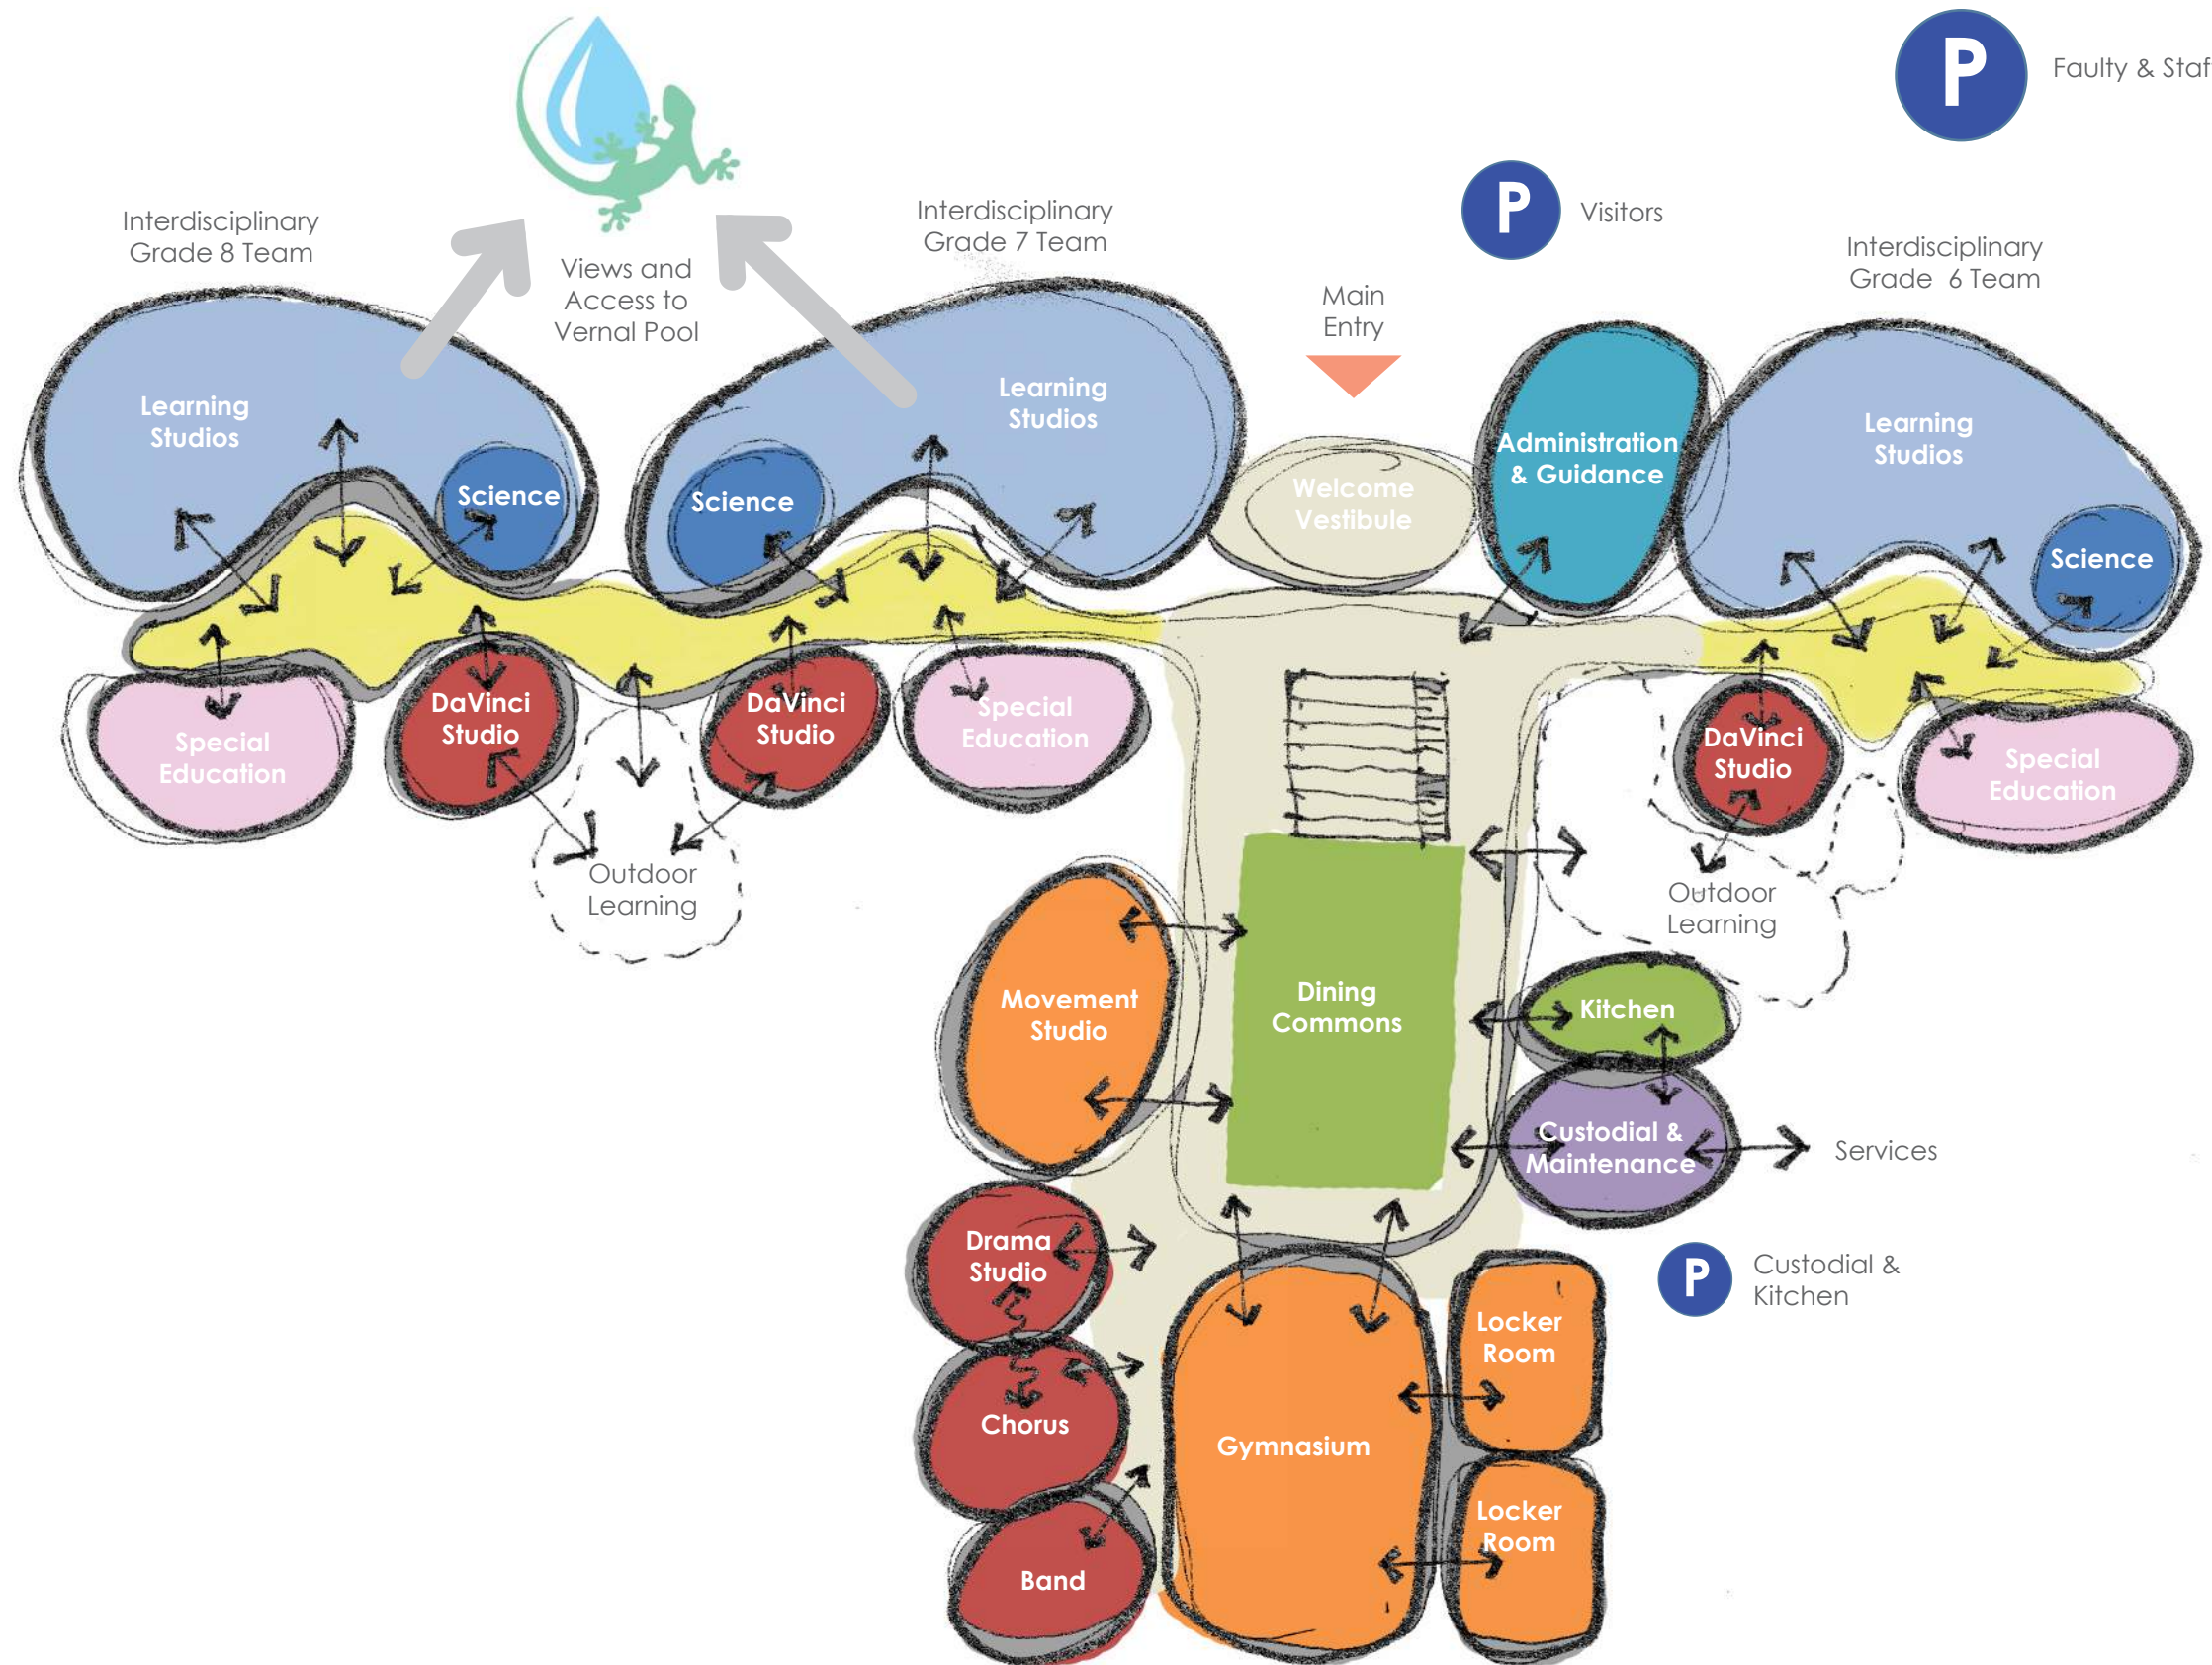 P
Faulty & Staf
P
Visitors
Interdisciplinary
Grade 8 Team
Interdisciplinary
Grade 7 Team
Interdisciplinary
Grade 6 Team
Views and
Access to
Vernal Pool
Main
Entry
Learning
Studios
Science
Learning
Studios
Science
Welcome
Vestibule
Administration
& Guidance
Learning
Studios
Science
Special
Education
DaVinci
Studio
DaVinci
Studio
Special
Education
DaVinci
Studio
Special
Education
Outdoor
Learning
Outdoor
Learning
Movement
Studio
Dining
Commons
Kitchen
Custodial &
Maintenance
Services
Drama
Studio
P
Custodial &
Kitchen
Locker
Room
Chorus
Gymnasium
Locker
Room
Band